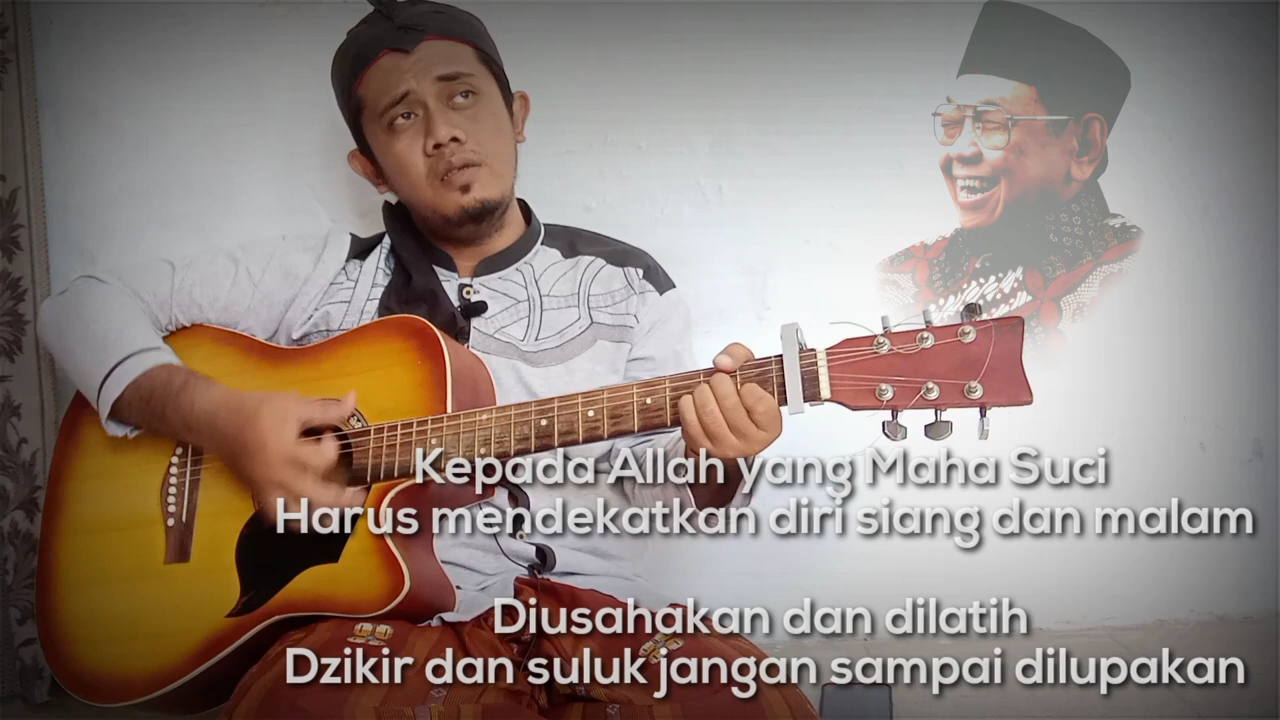 Kepada Allah yang Maha Suci
Harus mendekatkan diri siang dan malam
Diusahakan dan dilatih
Dzikir dan suluk jangan sampai dilupakan